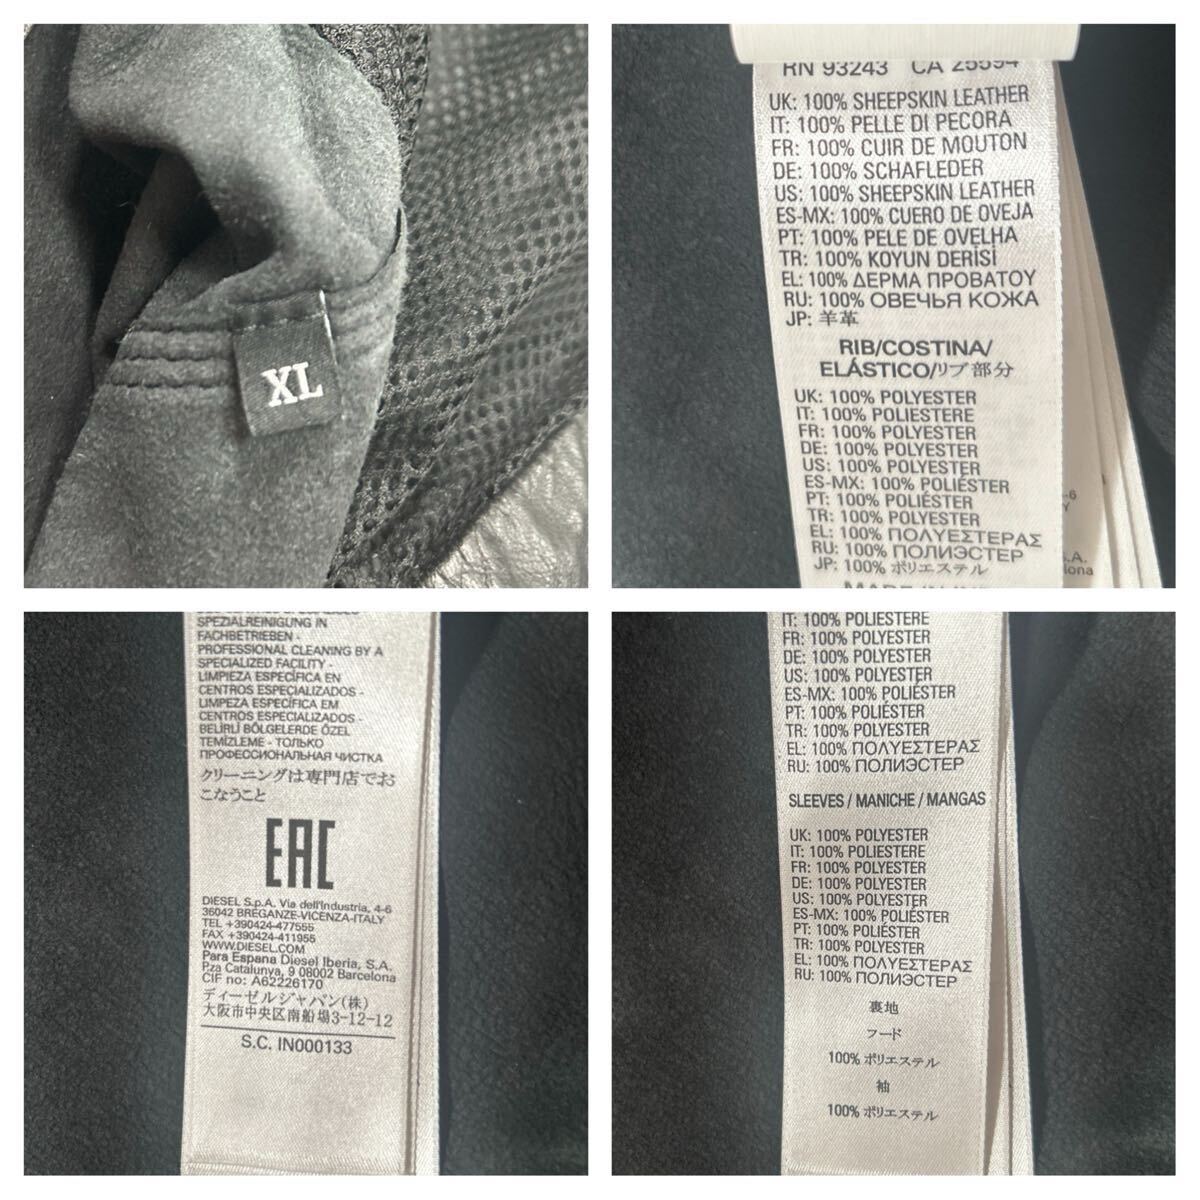 XL
RN 93243 CA 25594
UK: 100% SHEEPSKIN LEATHER
IT: 100% PELLE DI PECORA
FR: 100% CUIR DE MOUTON
DE: 100% SCHAFLEDER
US: 100% SHEEPSKIN LEATHER
ES-MX: 100% CUERO DE OVEJA
PT: 100% PELE DE OVELHA
TR: 100% KOYUN DERİSİ
EL: 100% ΔΕΡΜΑ ΠΡΟΒΑΤΟΥ
RU: 100% ОВЕЧЬЯ КОЖА
JP: 羊革
RIB/COSTINA/
ELÁSTICO/リブ部分
UK: 100% POLYESTER
IT: 100% POLIESTERE
FR: 100% POLYESTER
DE: 100% POLYESTER
US: 100% POLYESTER
ES-MX: 100% POLIÉSTER
PT: 100% POLIÉSTER
TR: 100% POLYESTER
EL: 100% ΠΟΛΥΕΣΤΕΡΑΣ
RU: 100% ПОЛИЭСТЕР
JP: 100% ポリエステル
MADE IN
-6
Y
.A.
lona
SPEZIALREINIGUNG IN
FACHBETRIEBEN -
PROFESSIONAL CLEANING BY A
SPECIALIZED FACILITY -
LIMPIEZA ESPECÍFICA EN
CENTROS ESPECIALIZADOS -
LIMPEZA ESPECÍFICA EM
CENTROS ESPECIALIZADOS -
BELİRLİ BÖLGELERDE ÖZEL
TEMİZLEME - ТОЛЬКО
ПРОФЕССИОНАЛЬНАЯ ЧИСТКА
クリーニングは専門店でお
こなうこと
EAC
DIESEL S.p.A. Via dell'Industria, 4-6
36042 BREGANZE-VICENZA-ITALY
TEL +390424-477555
FAX +390424-411955
WWW.DIESEL.COM
Para Espana Diesel Iberia, S.A.
Pza Catalunya, 9 08002 Barcelona
CIF no: A62226170
ディーゼルジャパン(株)
大阪市中央区南船場3-12-12
S.C. IN000133
IT: 100% POLIESTERE
FR: 100% POLYESTER
DE: 100% POLYESTER
US: 100% POLYESTER
ES-MX: 100% POLIÉSTER
PT: 100% POLIÉSTER
TR: 100% POLYESTER
EL: 100% ΠΟΛΥΕΣΤΕΡΑΣ
RU: 100% ПОЛИЭСТЕР
SLEEVES / MANICHE / MANGAS
UK: 100% POLYESTER
IT: 100% POLIESTERE
FR: 100% POLYESTER
DE: 100% POLYESTER
US: 100% POLYESTER
ES-MX: 100% POLIÉSTER
PT: 100% POLIÉSTER
TR: 100% POLYESTER
EL: 100% ΠΟΛΥΕΣΤΕΡΑΣ
RU: 100% ПОЛИЭСТЕР
裏地
フード
100% ポリエステル
袖
100% ポリエステル